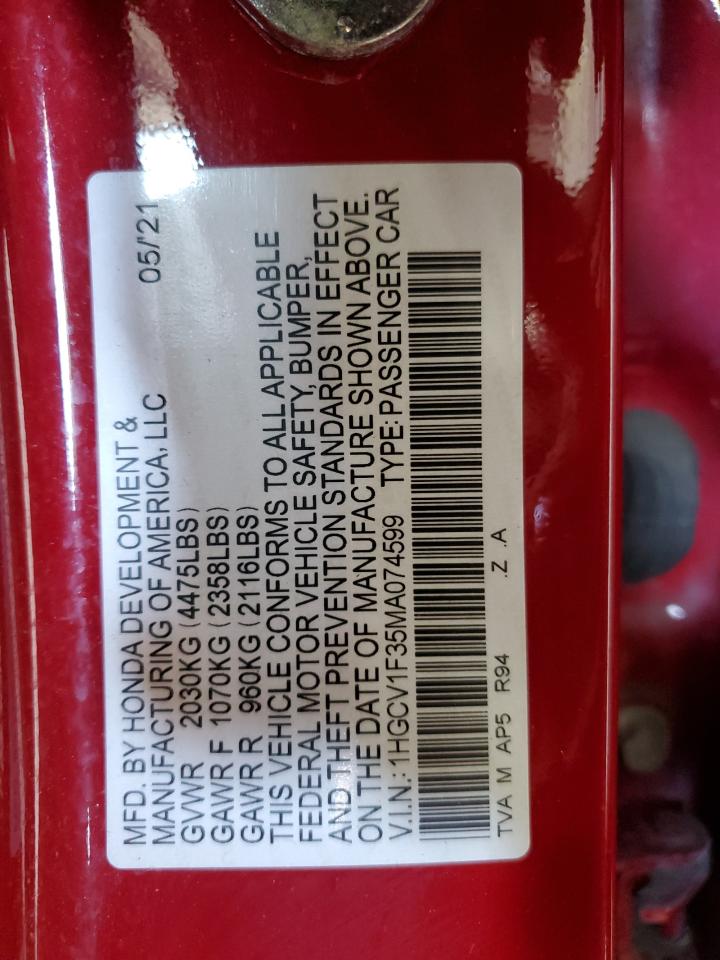 MFD. BY HONDA DEVELOPMENT &
MANUFACTURING OF AMERICA, LLC 05/'21
GVWR 2030KG (4475LBS)
GAWR F 1070KG (2358LBS)
GAWR R 960KG (2116LBS)
THIS VEHICLE CONFORMS TO ALL APPLICABLE
FEDERAL MOTOR VEHICLE SAFETY, BUMPER,
AND THEFT PREVENTION STANDARDS IN EFFECT
ON THE DATE OF MANUFACTURE SHOWN ABOVE.
V.I.N.: 1HGCV1F35MA074599 TYPE: PASSENGER CAR
TVA M AP5 R94 .Z .A